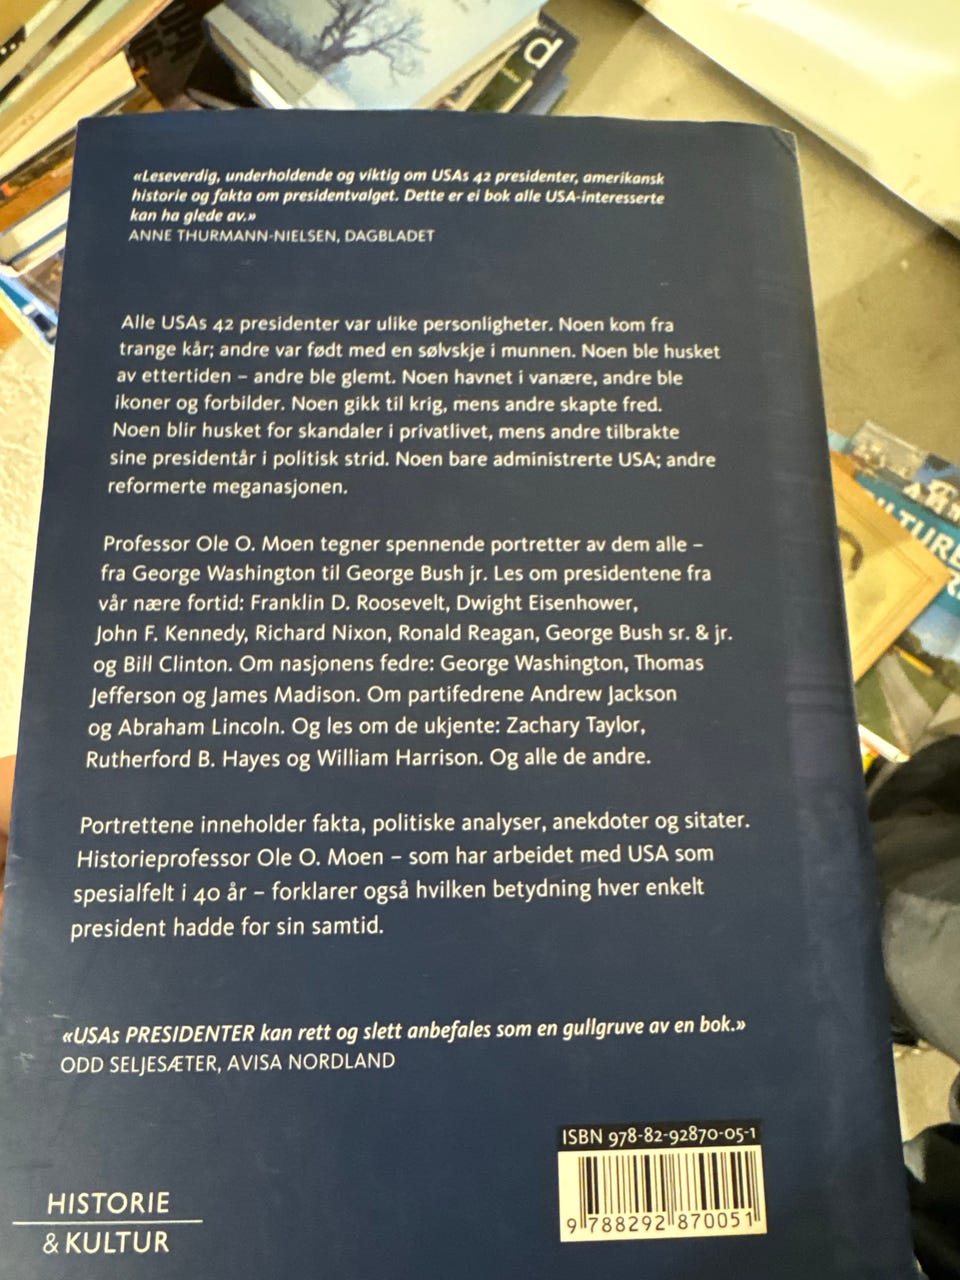 d
«Leseverdig, underholdende og viktig om USAs 42 presidenter, amerikansk
historie og fakta om presidentvalget. Dette er ei bok alle USA-interesserte
kan ha glede av.»
ANNE THURMANN-NIELSEN, DAGBLADET
Alle USAs 42 presidenter var ulike personligheter. Noen kom fra
trange kår; andre var født med en sølvskje i munnen. Noen ble husket
av ettertiden – andre ble glemt. Noen havnet i vanære, andre ble
ikoner og forbilder. Noen gikk til krig, mens andre skapte fred.
Noen blir husket for skandaler i privatlivet, mens andre tilbrakte
sine presidentår i politisk strid. Noen bare administrerte USA; andre
reformerte meganasjonen.
Professor Ole O. Moen tegner spennende portretter av dem alle –
fra George Washington til George Bush jr. Les om presidentene fra
vår nære fortid: Franklin D. Roosevelt, Dwight Eisenhower,
John F. Kennedy, Richard Nixon, Ronald Reagan, George Bush sr. & jr.
og Bill Clinton. Om nasjonens fedre: George Washington, Thomas
Jefferson og James Madison. Om partifedrene Andrew Jackson
og Abraham Lincoln. Og les om de ukjente: Zachary Taylor,
Rutherford B. Hayes og William Harrison. Og alle de andre.
Portrettene inneholder fakta, politiske analyser, anekdoter og sitater.
Historieprofessor Ole O. Moen – som har arbeidet med USA som
spesialfelt i 40 år – forklarer også hvilken betydning hver enkelt
president hadde for sin samtid.
«USAs PRESIDENTER kan rett og slett anbefales som en gullgruve av en bok.»
ODD SELJESÆTER, AVISA NORDLAND
ISBN 978-82-92870-05-1
9 788292 870051
HISTORIE
& KULTUR